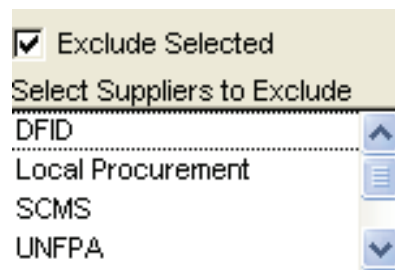 Exclude Selected
Select Suppliers to Exclude
DFID
Local Procurement
SCMS
UNFPA